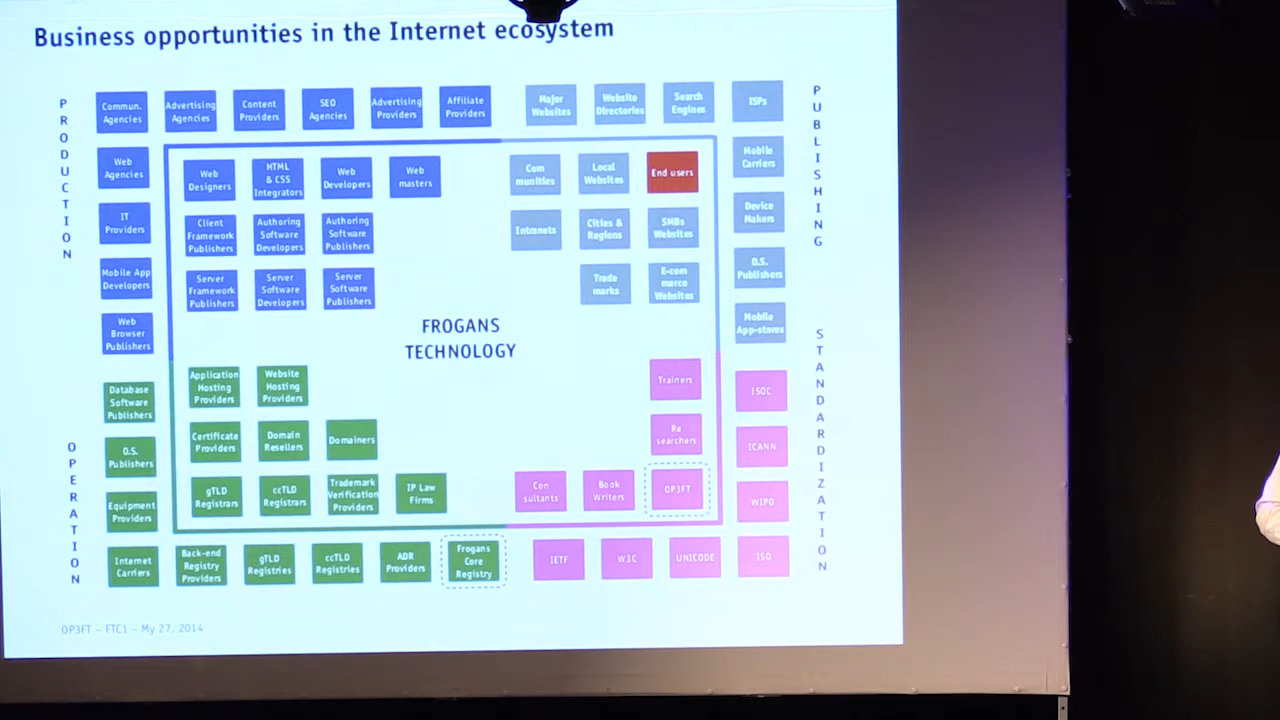 Business opportunities in the Internet ecosystem
PRODUCTION
PUBLISHING
Commun.
Agencies
Advertising
Agencies
Content
Providers
SEO
Agencies
Advertising
Providers
Affiliate
Providers
Major
Websites
Website
Directories
Search
Engines
ISPs
Web
Agencies
IT
Providers
Mobile App
Developers
Web
Browser
Publishers
Web
Designers
HTML
& CSS
Integrators
Web
Developers
Web
masters
Client
Framework
Publishers
Authoring
Software
Developers
Authoring
Software
Publishers
Server
Framework
Publishers
Server
Software
Developers
Server
Software
Publishers
Com
munities
Local
Websites
End users
Intranets
Cities &
Regions
SMBs
Websites
Trade
marks
E-com
merce
Websites
Mobile
Carriers
Device
Makers
O.S.
Publishers
Mobile
App-stores
FROGANS
TECHNOLOGY
OPERATION
STANDARDIZATION
Database
Software
Publishers
O.S.
Publishers
Equipment
Providers
Internet
Carriers
Application
Hosting
Providers
Website
Hosting
Providers
Certificate
Providers
Domain
Resellers
Domainers
gTLD
Registrars
ccTLD
Registrars
Trademark
Verification
Providers
IP Law
Firms
Trainers
Re
searchers
Con
sultants
Book
Writers
OP3FT
ISOC
ICANN
WIPO
ISO
Back-end
Registry
Providers
gTLD
Registries
ccTLD
Registries
ADR
Providers
Frogans
Core
Registry
IETF
W3C
UNICODE
OP3FT – FTC1 – My 27, 2014